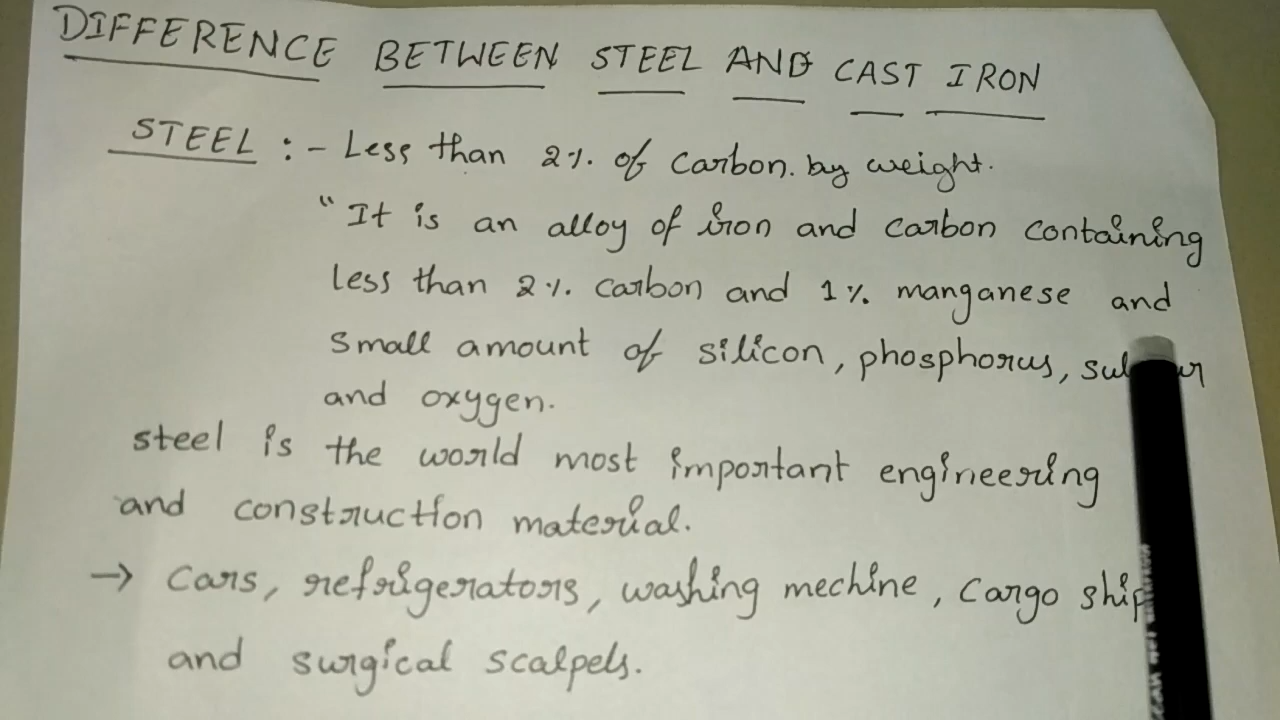 DIFFERENCE BETWEEN STEEL AND CAST IRON
STEEL :- Less than 2%. of carbon. by weight.
"It is an alloy of iron and carbon containing
less than 2%. carbon and 1% manganese and
small amount of silicon, phosphorus,
and oxygen.
steel is the world most important engineering
and construction material.
→ Cars, refrigerators, washing mechine, cargo ship
and surgical scalpels.